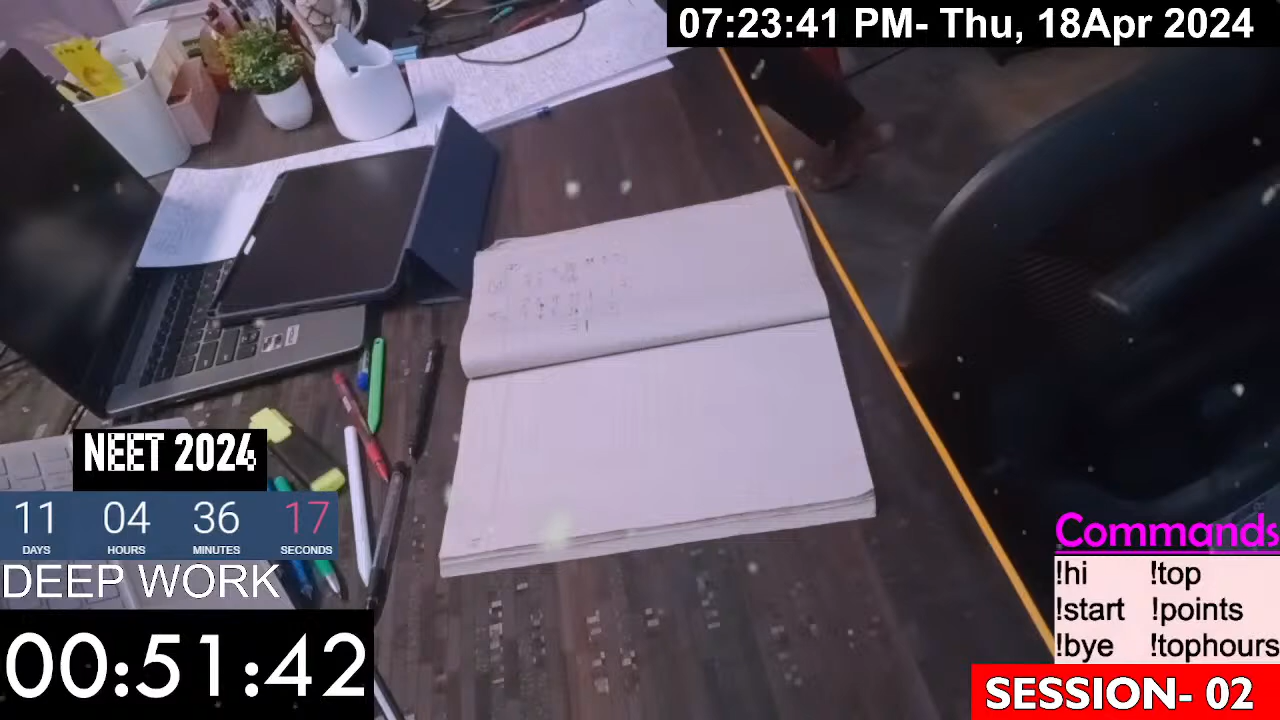 07:23:41 PM- Thu, 18Apr 2024
NEET 2024
11 04 36 17
DAYS HOURS MINUTES SECONDS
DEEP WORK
00:51:42
Commands
!hi !top
!start !points
!bye !tophours
SESSION- 02